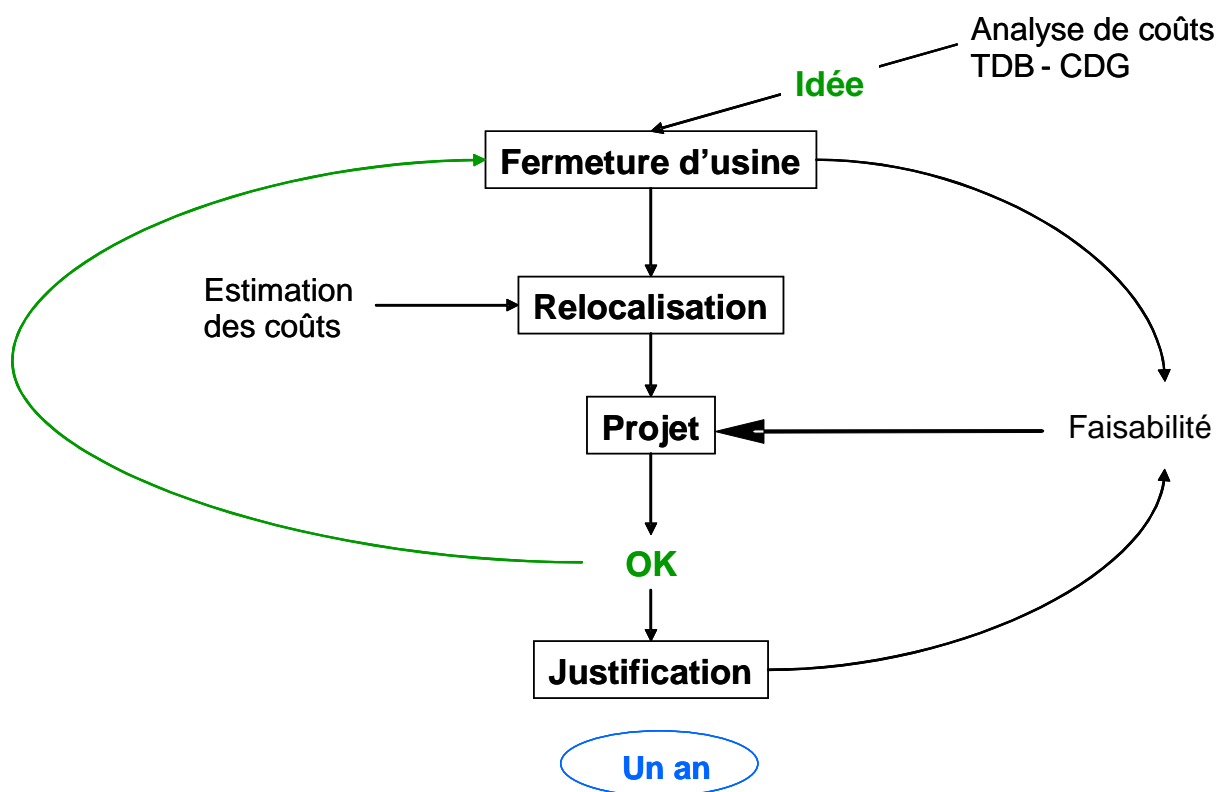 Analyse de coûts
TDB - CDG
Idée
Fermeture d'usine
Estimation
des coûts
Relocalisation
Projet
Faisabilité
OK
Justification
Un an